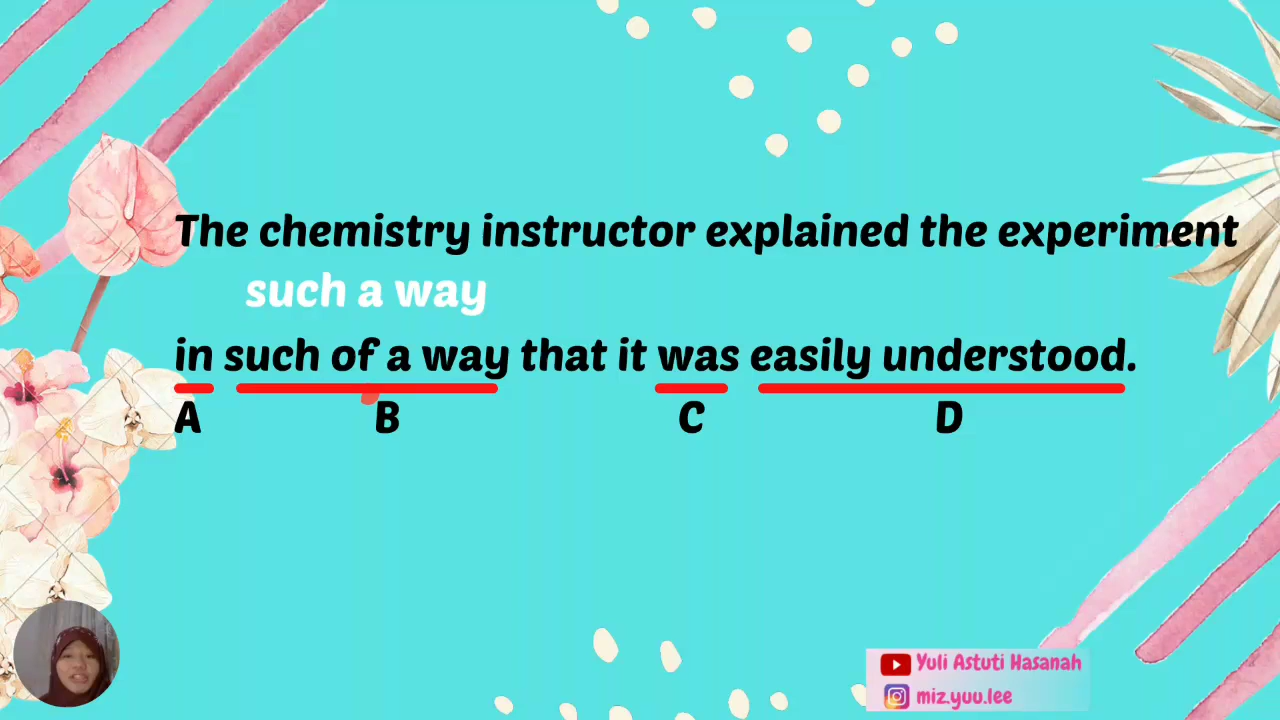 The chemistry instructor explained the experiment
such a way
in such of a way that it was easily understood.
A B C D
Yuli Astuti Hasanah
miz.yuu.lee